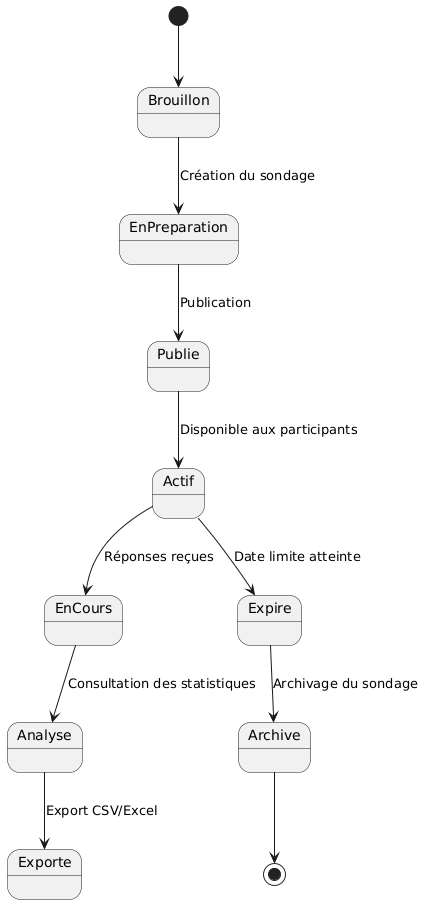 Brouillon
Création du sondage
EnPreparation
Publication
Publie
Disponible aux participants
Actif
Réponses reçues
Date limite atteinte
EnCours
Expire
Consultation des statistiques
Archivage du sondage
Analyse
Archive
Export CSV/Excel
Exporte